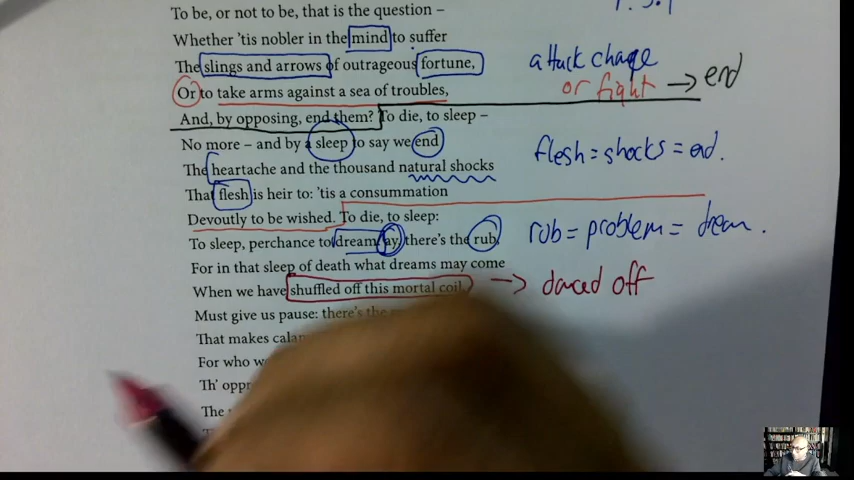 To be, or not to be, that is the question –
Whether 'tis nobler in the mind to suffer
The slings and arrows of outrageous fortune,
attack change
Or to take arms against a sea of troubles,
or fight → end
And, by opposing, end them? To die, to sleep –
No more – and by a sleep to say we end
The heartache and the thousand natural shocks
flesh = shocks = end.
That flesh is heir to: 'tis a consummation
Devoutly to be wished. To die, to sleep:
To sleep, perchance to dream, ay, there's the rub,
rub = problem = dream.
For in that sleep of death what dreams may come
When we have shuffled off this mortal coil,
→ danced off
Must give us pause: there's the
That makes
For who
Th'
The